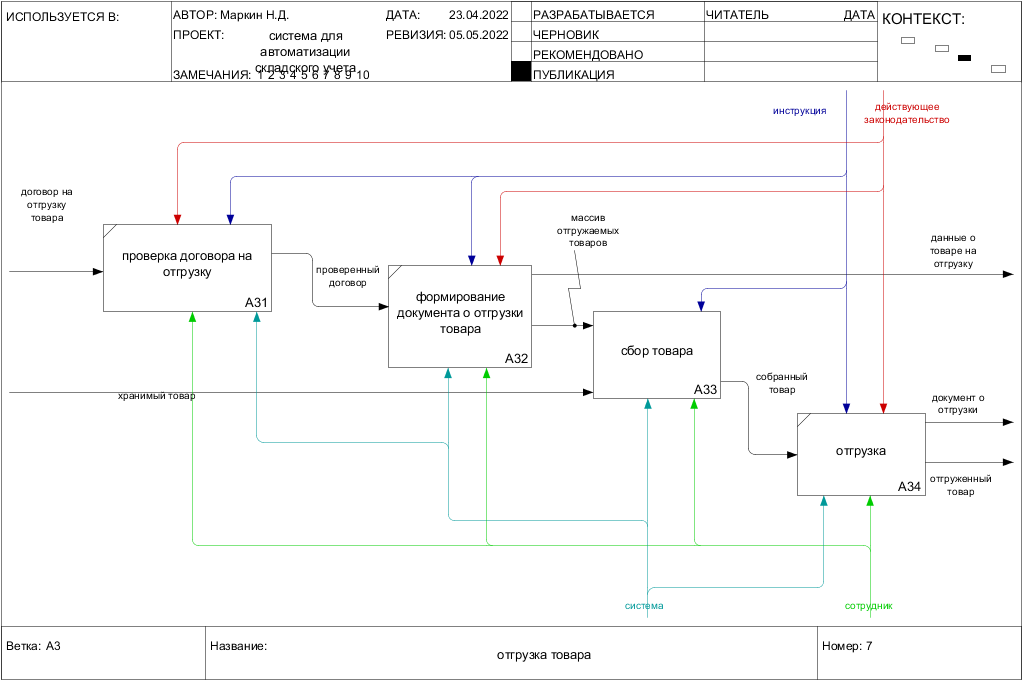 ИСПОЛЬЗУЕТСЯ В:
АВТОР: Маркин Н.Д.
ДАТА: 23.04.2022
ПРОЕКТ: система для
автоматизации
складского учета
РЕВИЗИЯ: 05.05.2022
ЗАМЕЧАНИЯ: 1 2 3 4 5 6 7 8 9 10
РАЗРАБАТЫВАЕТСЯ
ЧЕРНОВИК
РЕКОМЕНДОВАНО
ПУБЛИКАЦИЯ
ЧИТАТЕЛЬ ДАТА
КОНТЕКСТ:
инструкция
действующее
законодательство
договор на
отгрузку
товара
проверка договора на
отгрузку
A31
проверенный
договор
массив
отгружаемых
товаров
данные о
товаре на
отгрузку
формирование
документа о отгрузки
товара
A32
сбор товара
A33
хранимый товар
собранный
товар
документ о
отгрузки
отгрузка
A34
отгруженный
товар
система
сотрудник
Ветка: A3
Название:
отгрузка товара
Номер: 7